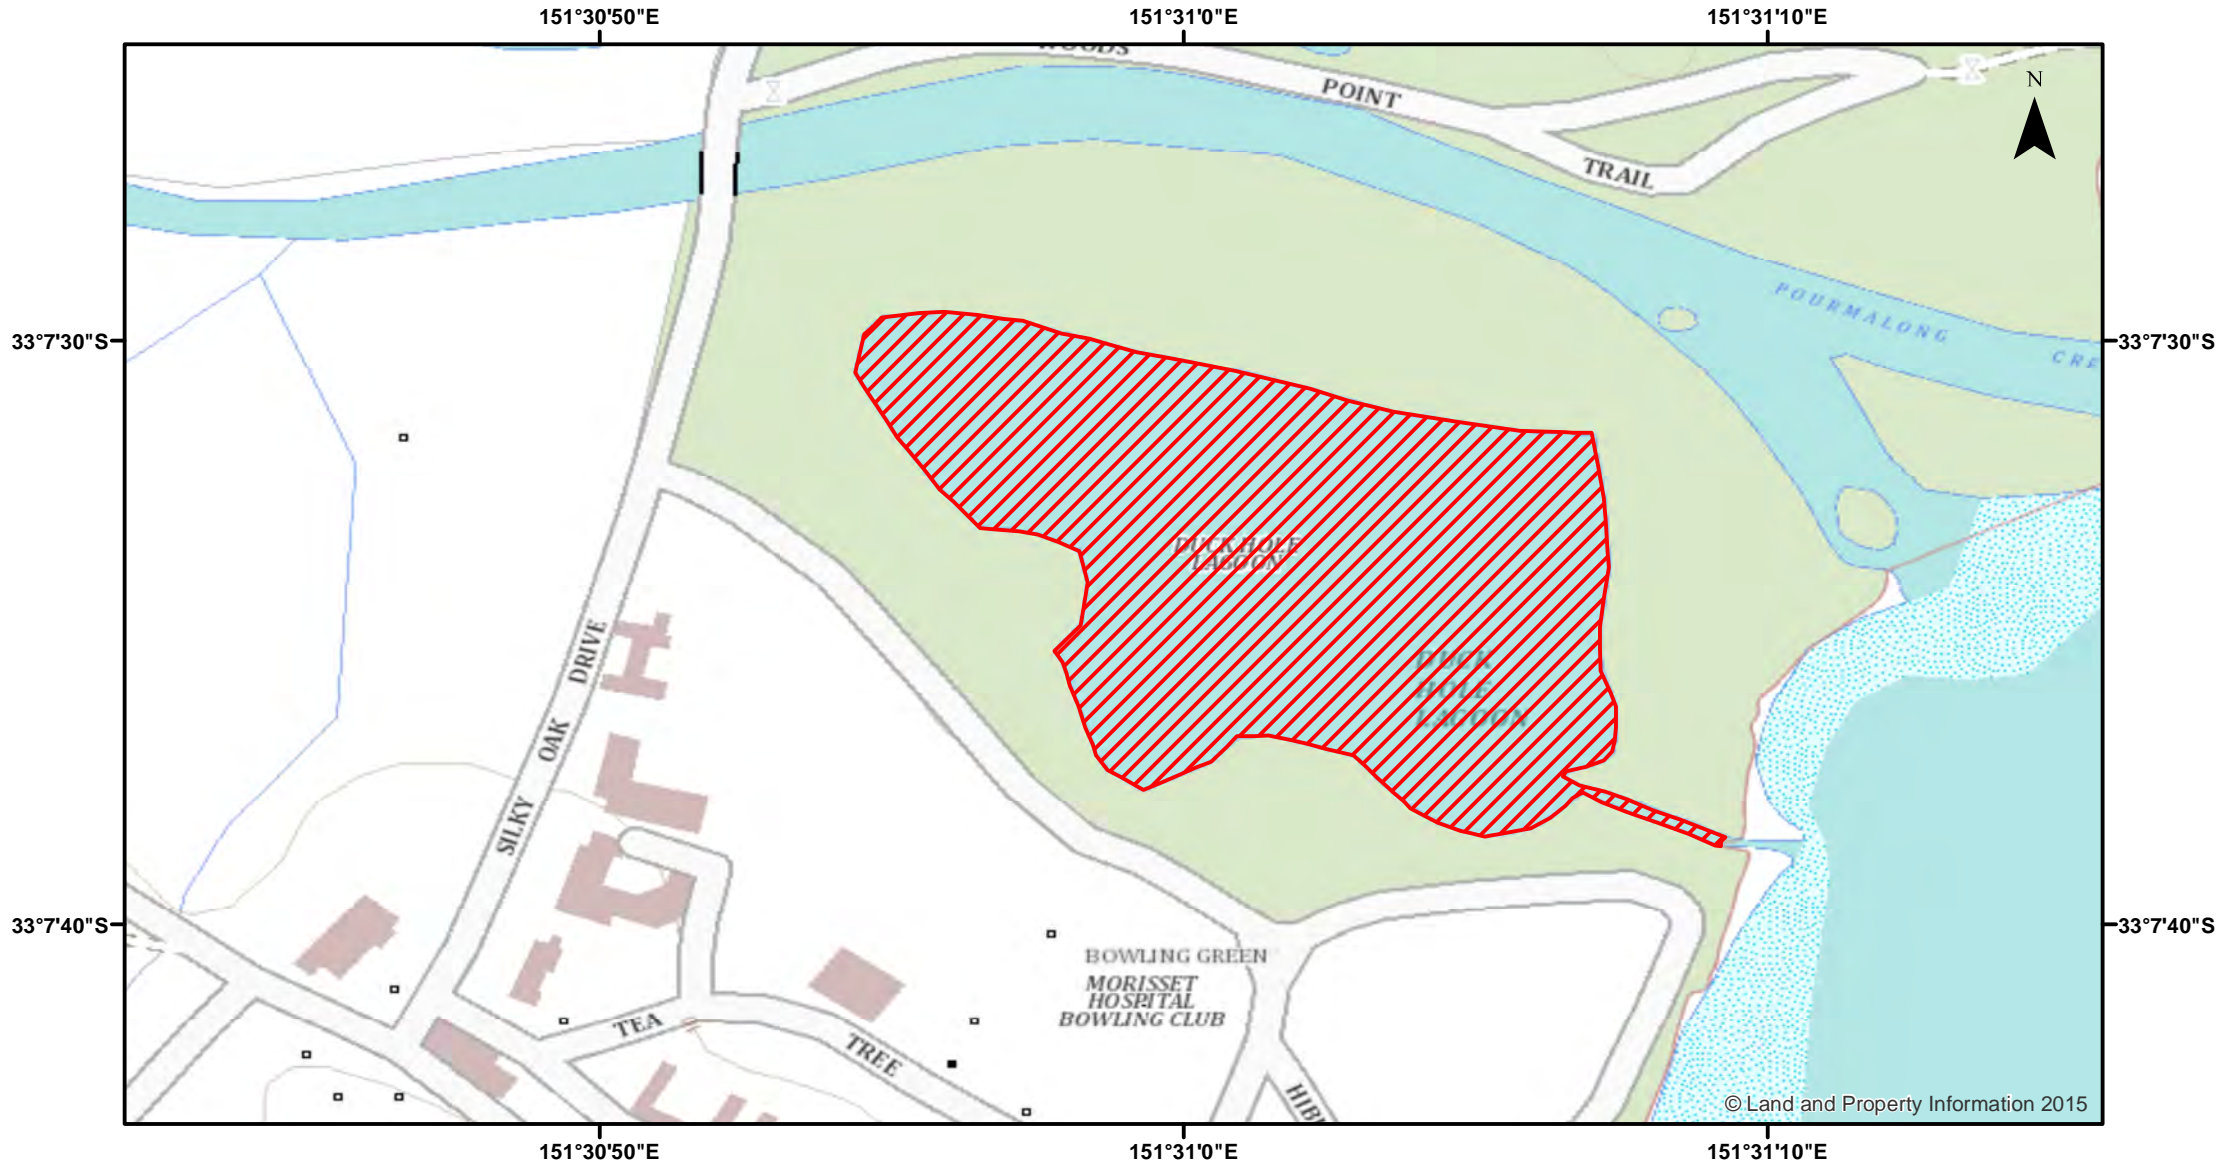 151°30'50"E
151°31'0"E
151°31'10"E
WOODS
POINT
TRAIL
N
POURMALONG
CRE
33°7'30"S
33°7'30"S
DUCK HOLE
LAGOON
DUCK
HOLE
LAGOON
SILKY OAK DRIVE
33°7'40"S
33°7'40"S
BOWLING GREEN
MORISSET
HOSPITAL
BOWLING CLUB
TEA
TREE
HIBI
© Land and Property Information 2015
151°30'50"E
151°31'0"E
151°31'10"E